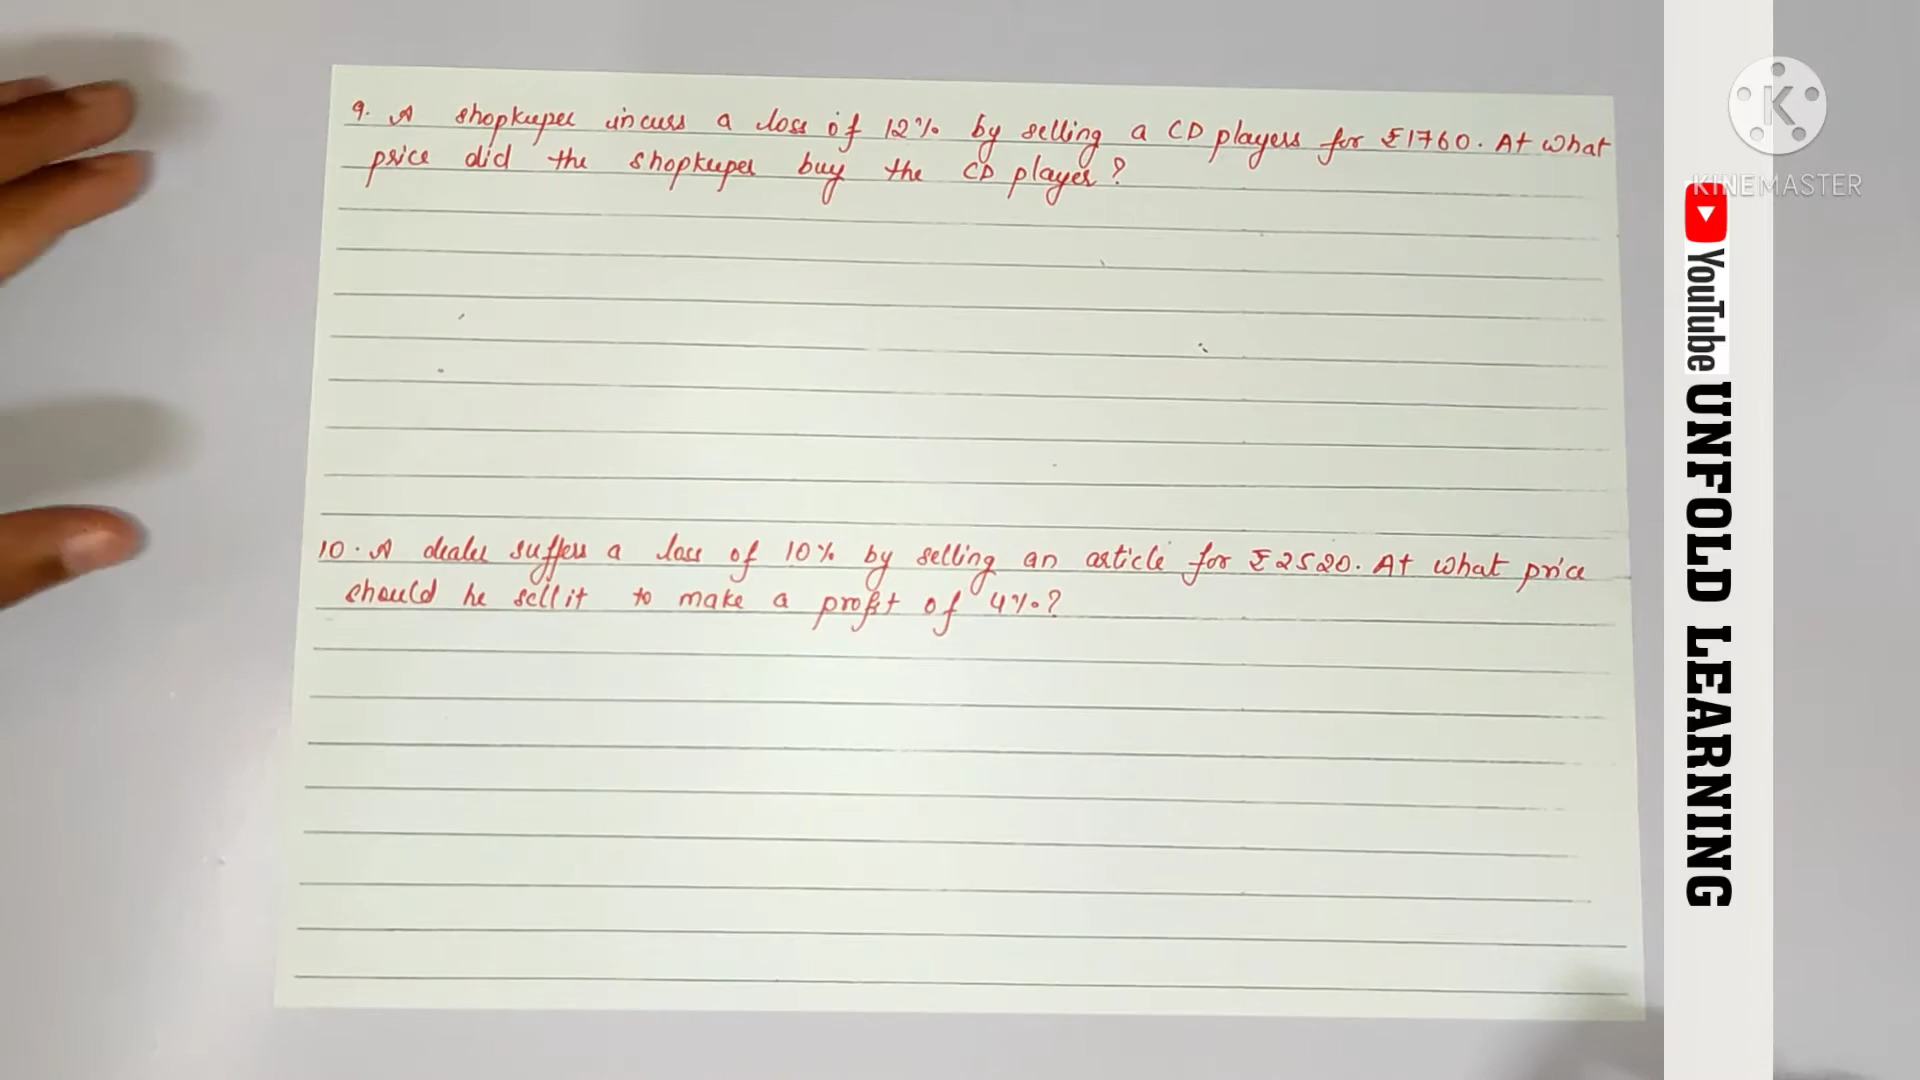 9. A shopkeeper incurs a loss of 12% by selling a CD players for ₹1760. At what
price did the shopkeeper buy the CD player?
10. A dealer suffers a loss of 10% by selling an article for ₹2520. At what price
should he sell it to make a profit of 4%?
K
KINEMASTER
YouTube
UNFOLD LEARNING